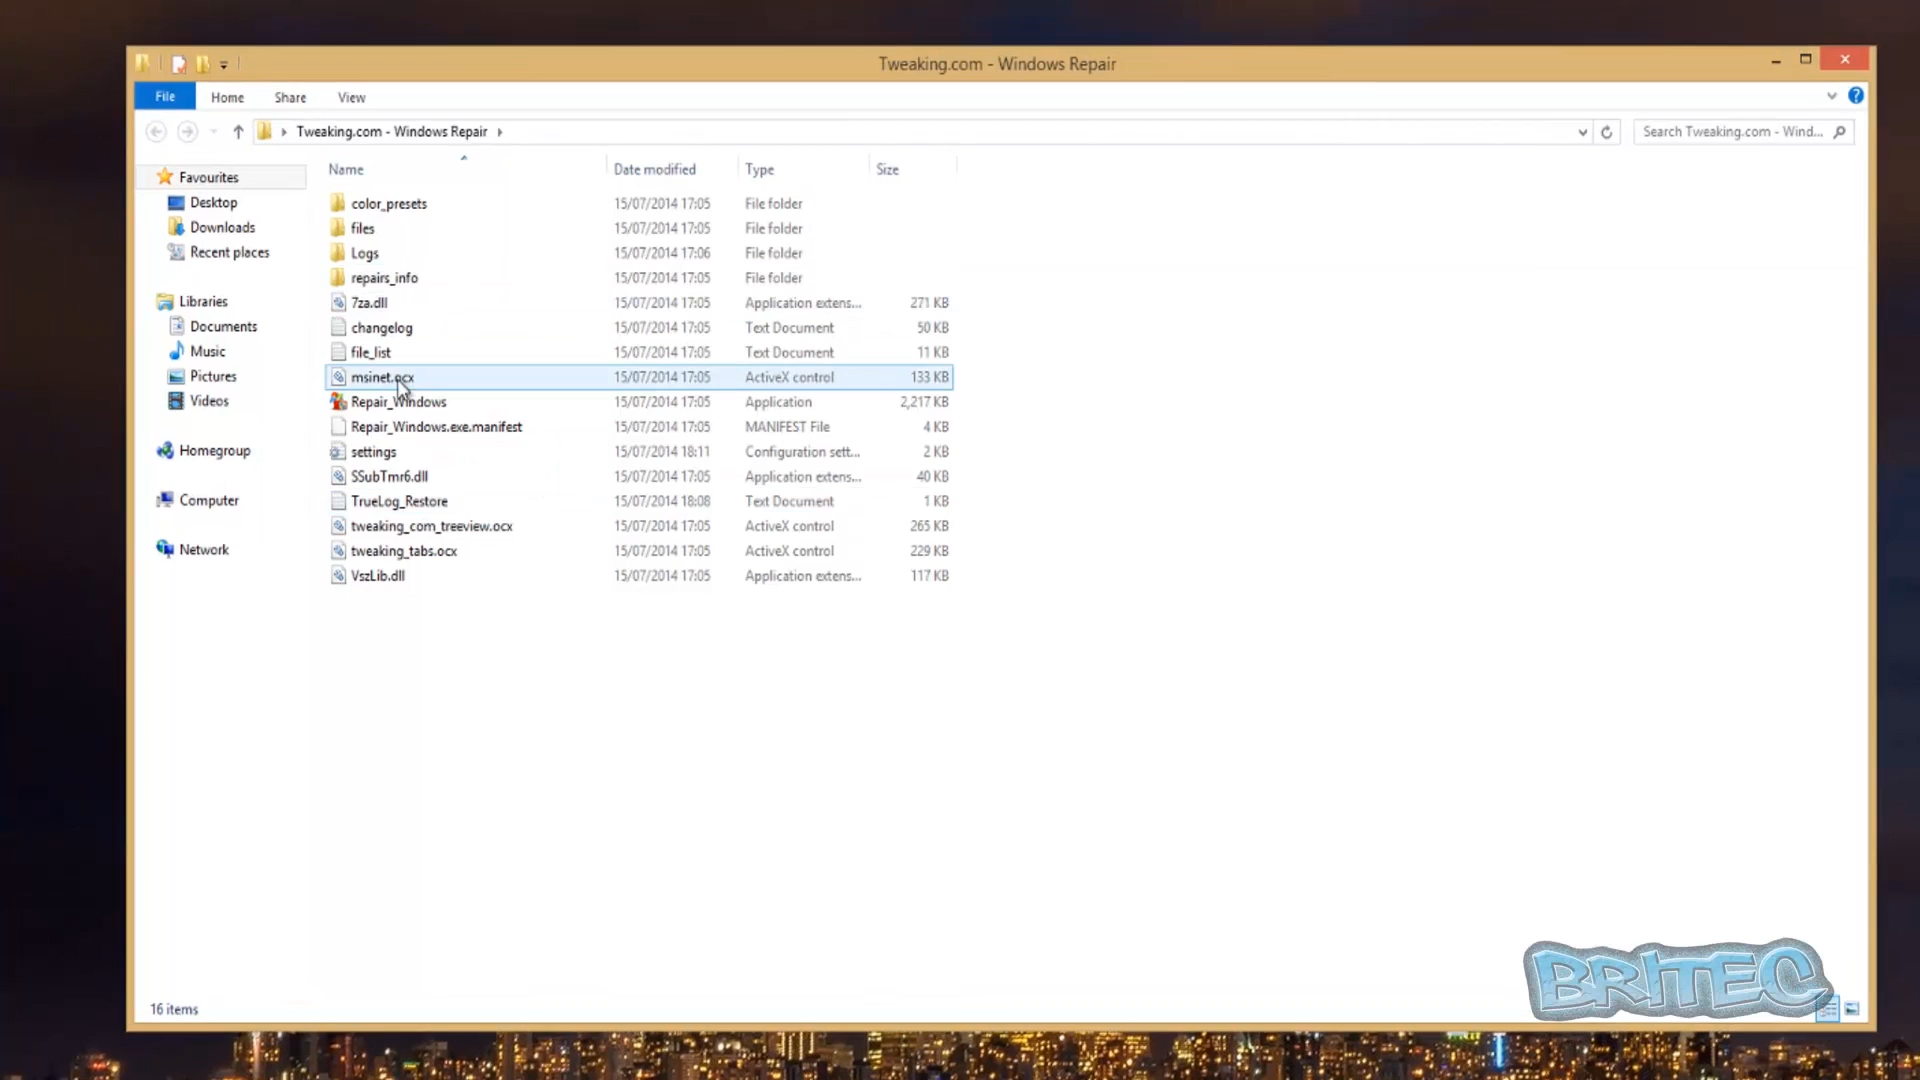 Tweaking.com - Windows Repair
File Home Share View
Tweaking.com - Windows Repair
Search Tweaking.com - Wind...
Name Date modified Type Size
Favourites
Desktop
Downloads
Recent places
Libraries
Documents
Music
Pictures
Videos
Homegroup
Computer
Network
color_presets 15/07/2014 17:05 File folder
files 15/07/2014 17:05 File folder
Logs 15/07/2014 17:06 File folder
repairs_info 15/07/2014 17:05 File folder
7za.dll 15/07/2014 17:05 Application extens... 271 KB
changelog 15/07/2014 17:05 Text Document 50 KB
file_list 15/07/2014 17:05 Text Document 11 KB
msinet.ocx 15/07/2014 17:05 ActiveX control 133 KB
Repair_Windows 15/07/2014 17:05 Application 2,217 KB
Repair_Windows.exe.manifest 15/07/2014 17:05 MANIFEST File 4 KB
settings 15/07/2014 18:11 Configuration sett... 2 KB
SSubTmr6.dll 15/07/2014 17:05 Application extens... 40 KB
TrueLog_Restore 15/07/2014 18:08 Text Document 1 KB
tweaking_com_treeview.ocx 15/07/2014 17:05 ActiveX control 265 KB
tweaking_tabs.ocx 15/07/2014 17:05 ActiveX control 229 KB
VszLib.dll 15/07/2014 17:05 Application extens... 117 KB
16 items
BRITEC